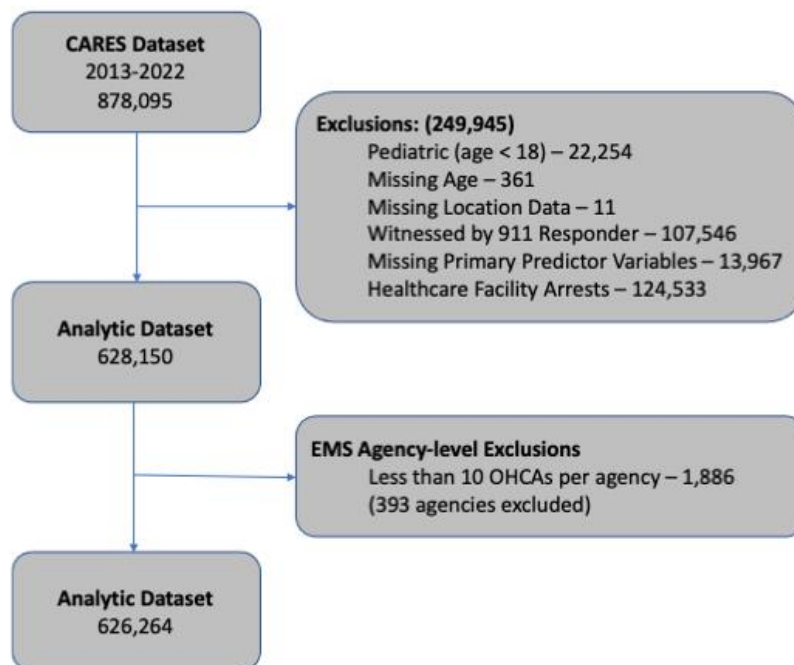 CARES Dataset
2013-2022
878,095
Exclusions: (249,945)
Pediatric (age < 18) – 22,254
Missing Age – 361
Missing Location Data – 11
Witnessed by 911 Responder – 107,546
Missing Primary Predictor Variables – 13,967
Healthcare Facility Arrests – 124,533
Analytic Dataset
628,150
EMS Agency-level Exclusions
Less than 10 OHCAs per agency – 1,886
(393 agencies excluded)
Analytic Dataset
626,264